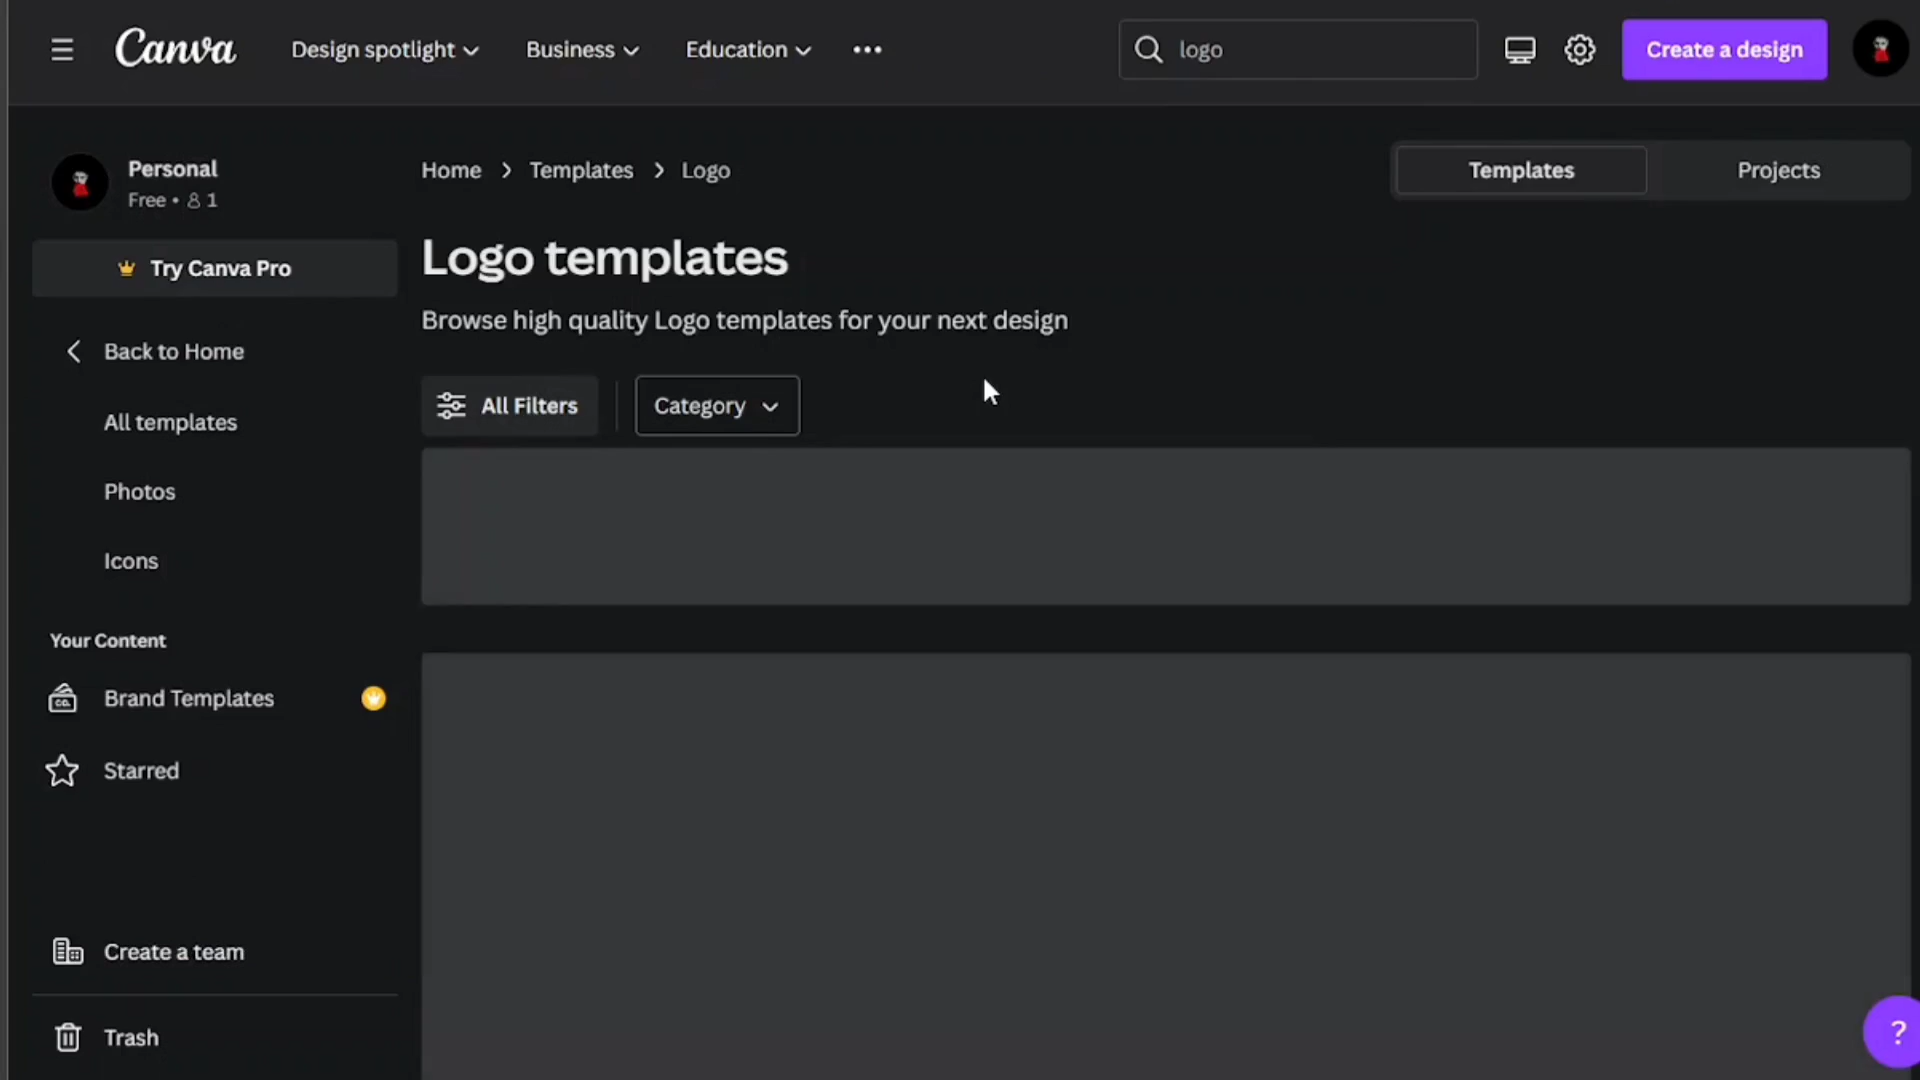 Canva
Design spotlight
Business
Education
logo
Create a design
Personal
Free • 1
Try Canva Pro
Back to Home
All templates
Photos
Icons
Your Content
Brand Templates
Starred
Create a team
Trash
Home > Templates > Logo
Templates
Projects
Logo templates
Browse high quality Logo templates for your next design
All Filters
Category
CO.
?